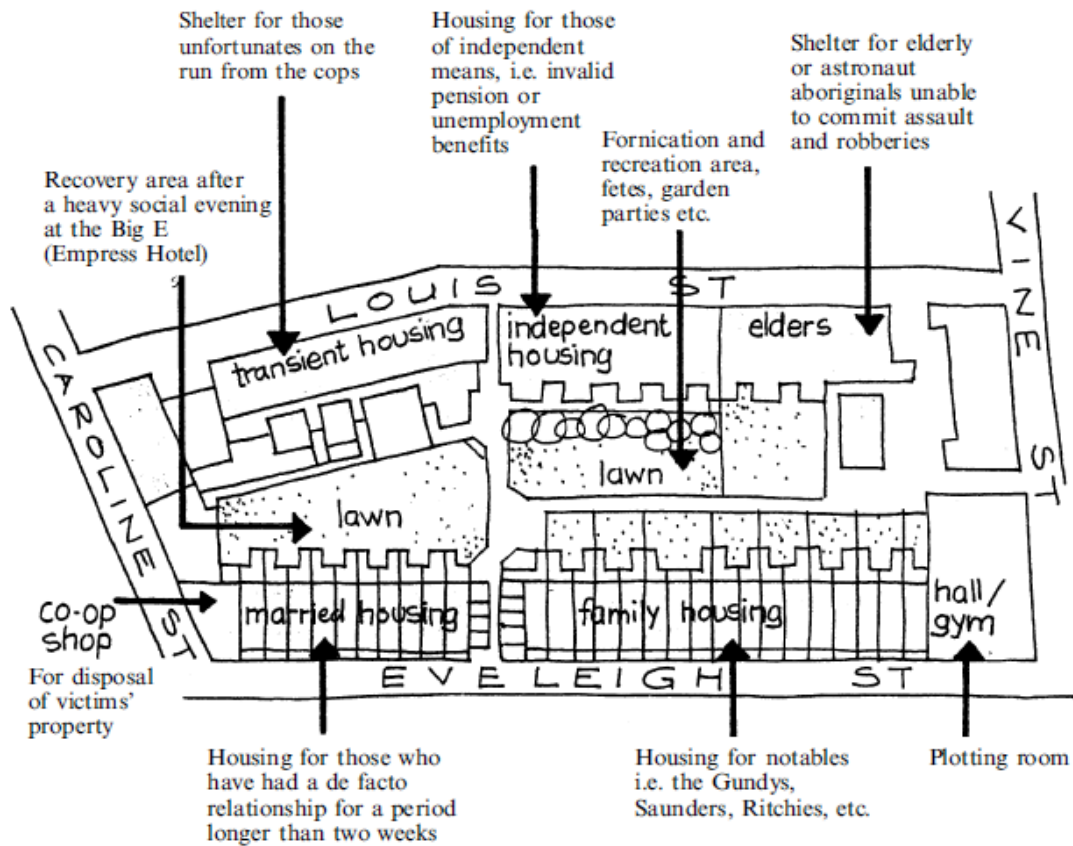 Shelter for those
unfortunates on the
run from the cops
Housing for those
of independent
means, i.e. invalid
pension or
unemployment
benefits
Shelter for elderly
or astronaut
aboriginals unable
to commit assault
and robberies
Fornication and
recreation area,
fetes, garden
parties etc.
Recovery area after
a heavy social evening
at the Big E
(Empress Hotel)
VINE ST
LOUIS ST
CAROLINE ST
transient housing
independent
housing
elders
lawn
lawn
co-op
shop
married housing
family housing
hall/
gym
EVELEIGH ST
For disposal
of victims'
property
Housing for those who
have had a de facto
relationship for a period
longer than two weeks
Housing for notables
i.e. the Gundys,
Saunders, Ritchies, etc.
Plotting room